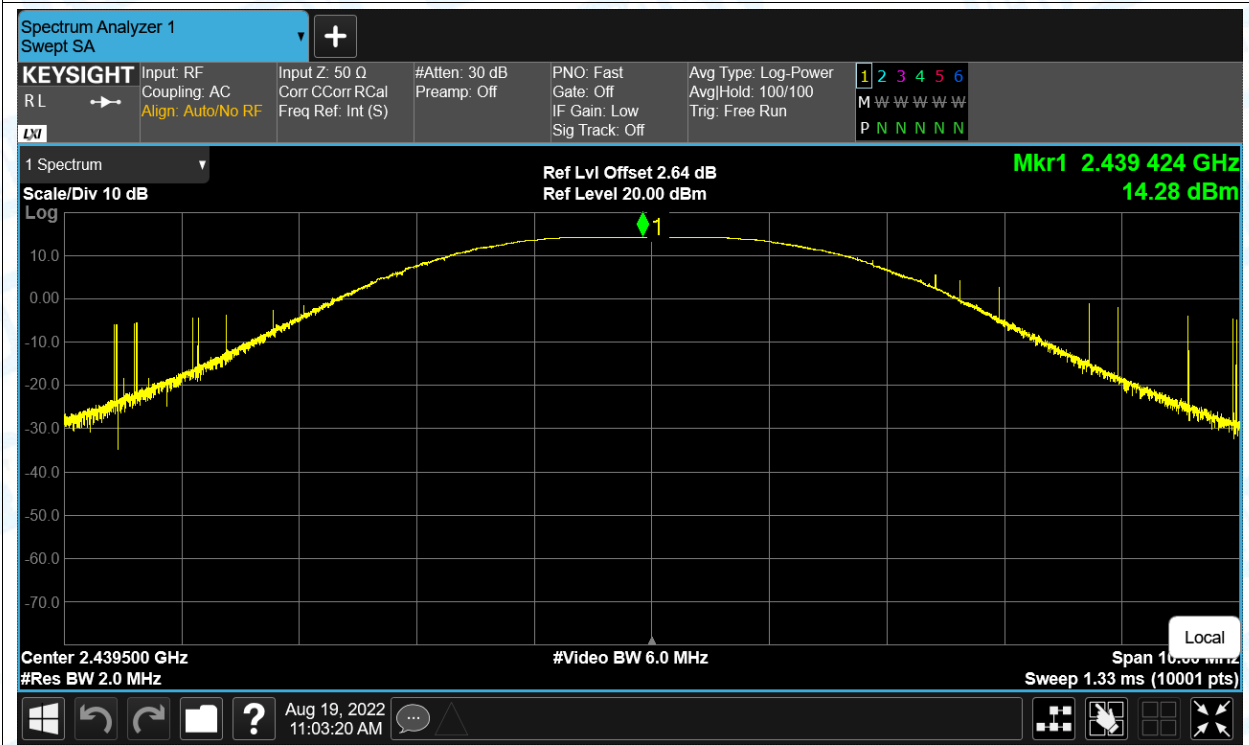 Spectrum Analyzer 1
Swept SA
KEYSIGHT
R L
LXI
Input: RF
Coupling: AC
Align: Auto/No RF
Input Z: 50 Ω
Corr CCorr RCal
Freq Ref: Int (S)
#Atten: 30 dB
Preamp: Off
PNO: Fast
Gate: Off
IF Gain: Low
Sig Track: Off
Avg Type: Log-Power
Avg|Hold: 100/100
Trig: Free Run
1 2 3 4 5 6
M W W W W W
P N N N N N
1 Spectrum
Scale/Div 10 dB
Ref Lvl Offset 2.64 dB
Ref Level 20.00 dBm
Mkr1 2.439 424 GHz
14.28 dBm
Log
1
10.0
0.00
-10.0
-20.0
-30.0
-40.0
-50.0
-60.0
-70.0
Local
Center 2.439500 GHz
#Video BW 6.0 MHz
Span 10.00 MHz
#Res BW 2.0 MHz
Sweep 1.33 ms (10001 pts)
?
Aug 19, 2022
11:03:20 AM